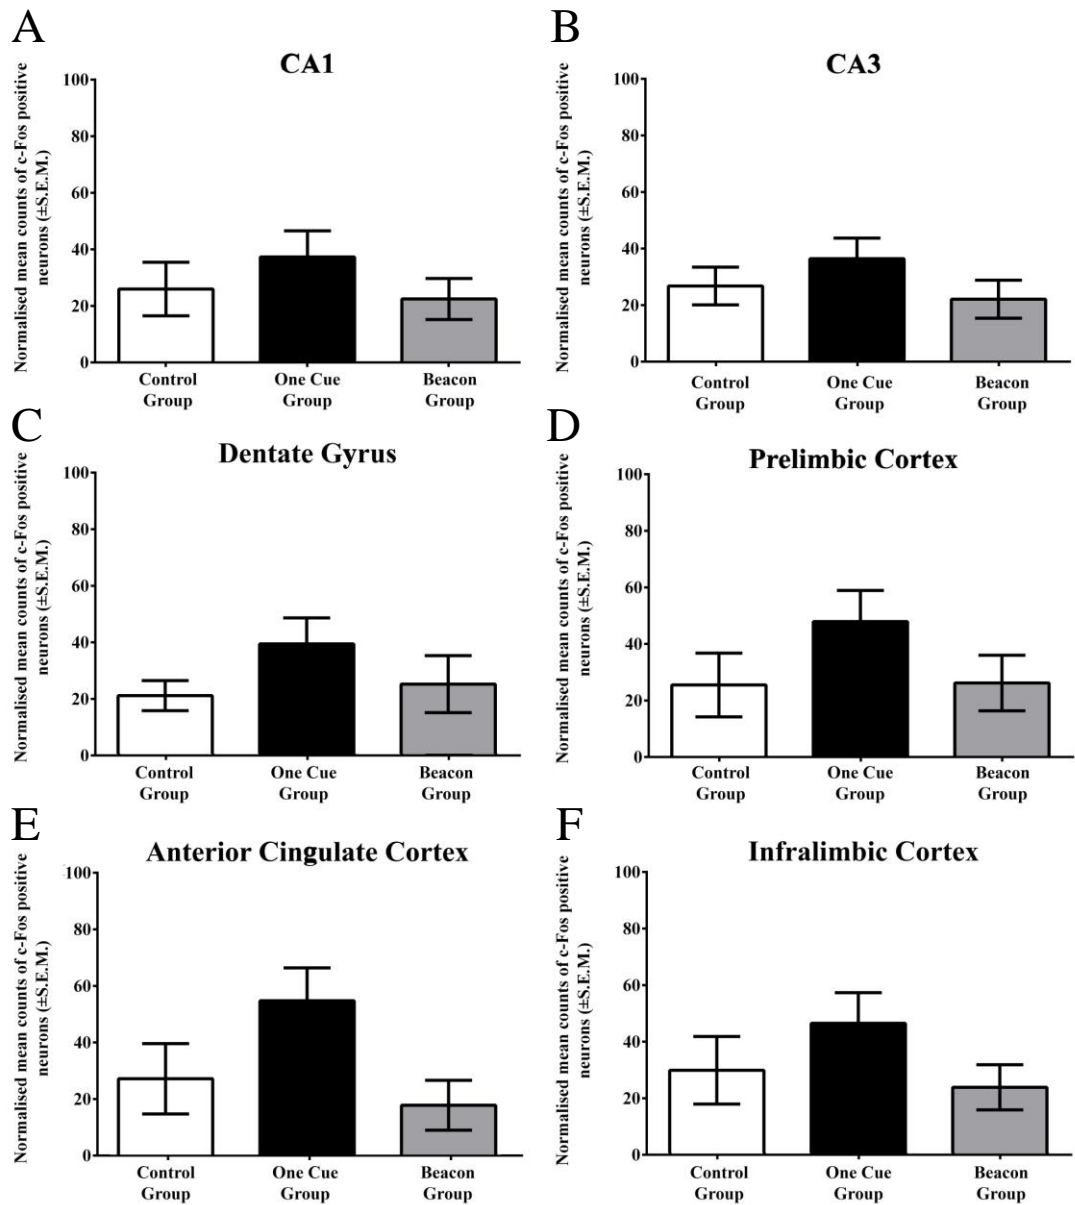 A
CA1
Normalised mean counts of c-Fos positive
neurons (±S.E.M.)
100
80
60
40
20
0
Control
Group
One Cue
Group
Beacon
Group
B
CA3
Normalised mean counts of c-Fos positive
neurons (±S.E.M.)
100
80
60
40
20
0
Control
Group
One Cue
Group
Beacon
Group
C
Dentate Gyrus
Normalised mean counts of c-Fos positive
neurons (±S.E.M.)
100
80
60
40
20
0
Control
Group
One Cue
Group
Beacon
Group
D
Prelimbic Cortex
Normalised mean counts of c-Fos positive
neurons (±S.E.M.)
100
80
60
40
20
0
Control
Group
One Cue
Group
Beacon
Group
E
Anterior Cingulate Cortex
Normalised mean counts of c-Fos positive
neurons (±S.E.M.)
100
80
60
40
20
0
Control
Group
One Cue
Group
Beacon
Group
F
Infralimbic Cortex
Normalised mean counts of c-Fos positive
neurons (±S.E.M.)
100
80
60
40
20
0
Control
Group
One Cue
Group
Beacon
Group